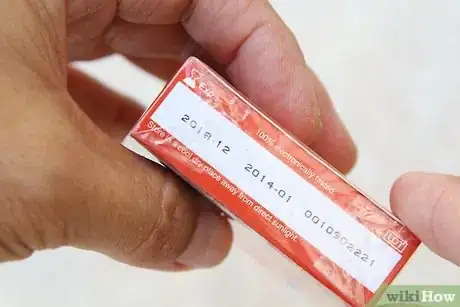 Exp.
100% electronically tested.
2018-12 2014-01 0010902221
LOT
Store in a cool dry place away from direct sunlight.
wikiHow